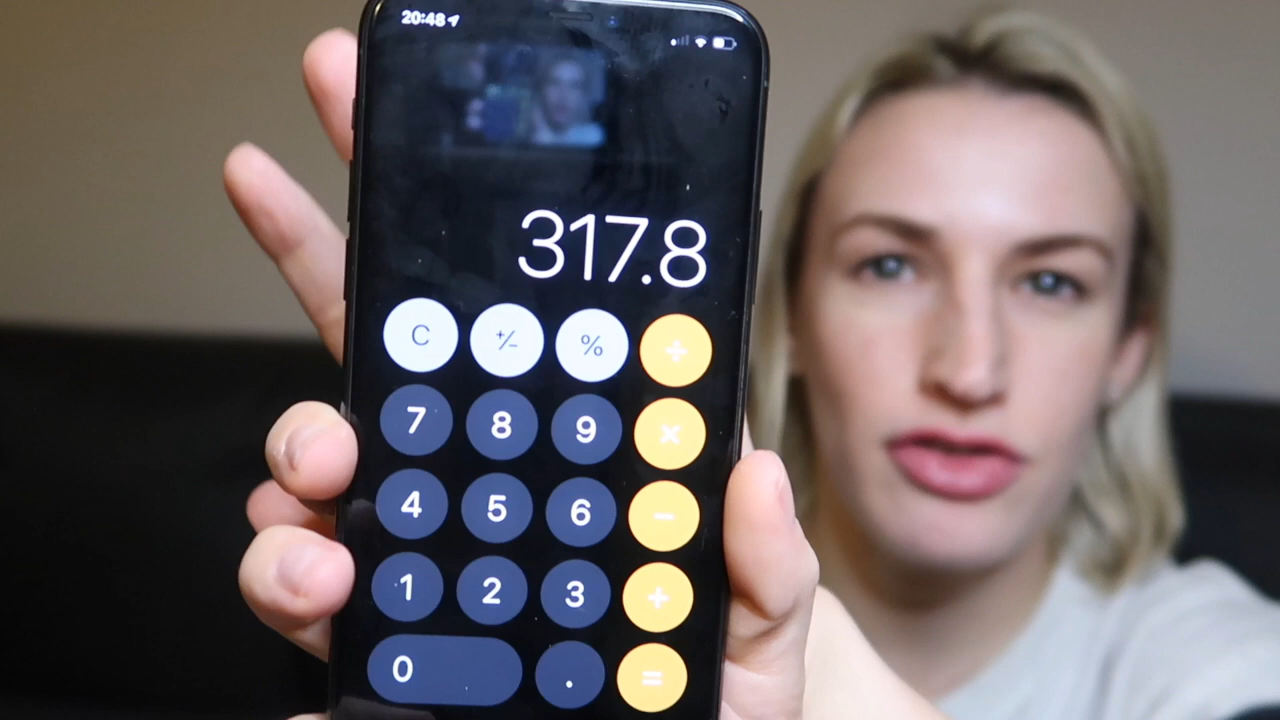 20:48
317.8
C +/- % ÷
7 8 9 ×
4 5 6 −
1 2 3 +
0 . =